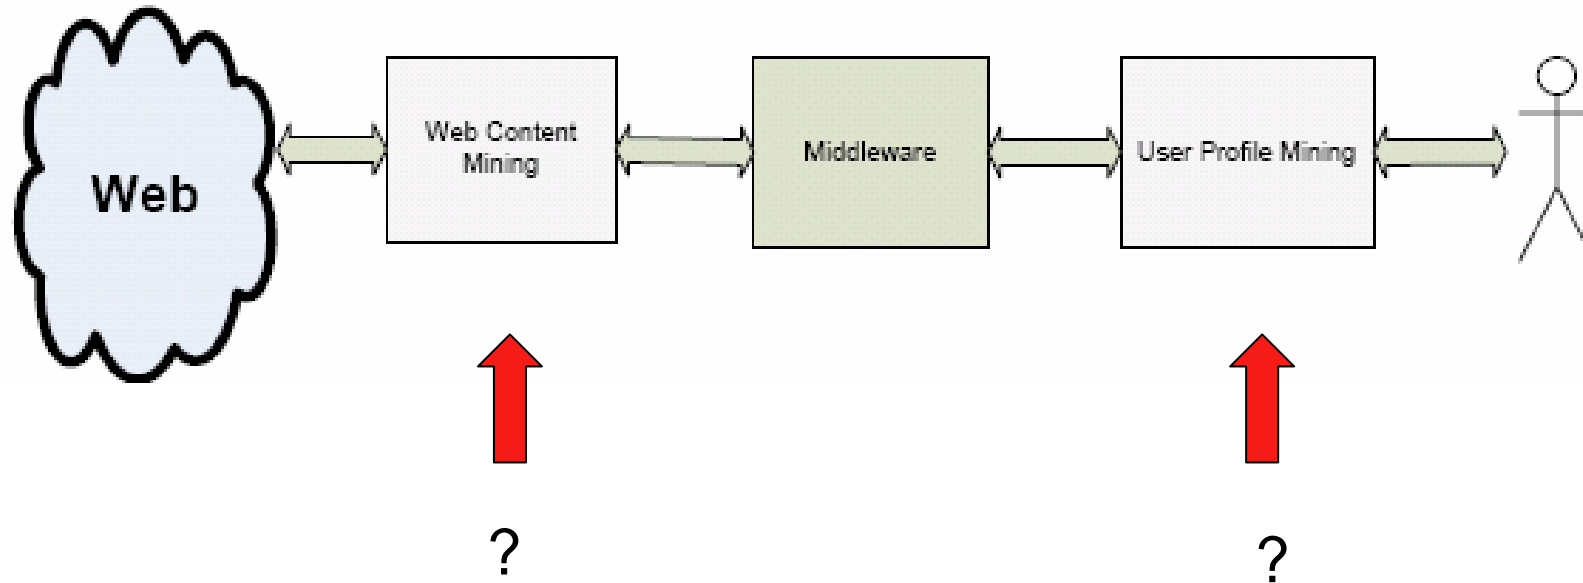 Web
Web Content
Mining
Middleware
User Profile Mining
?
?